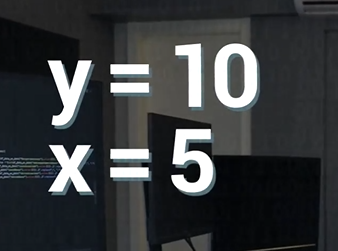 y = 10
x = 5